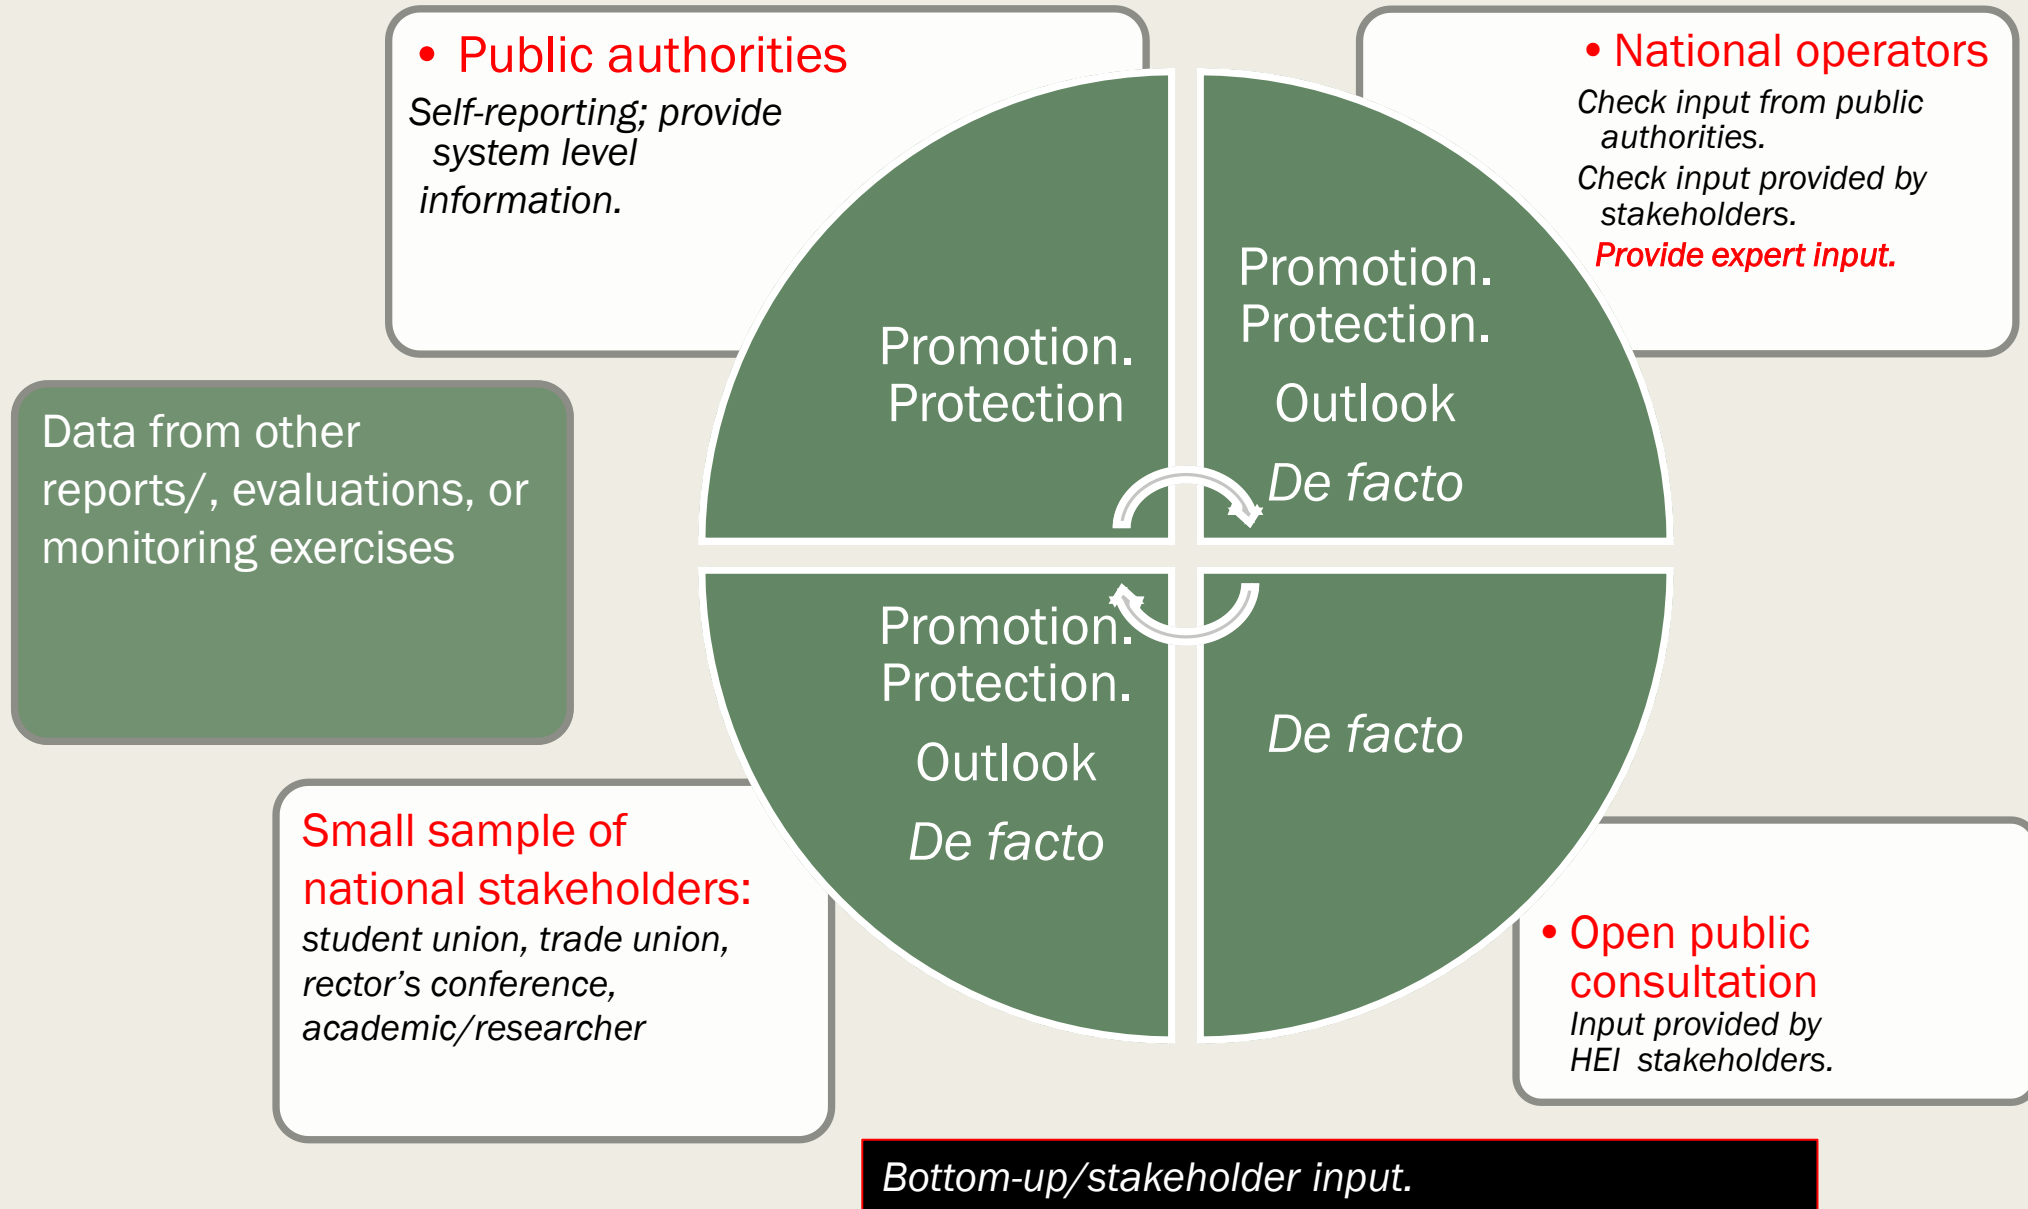 • Public authorities
Self-reporting; provide
system level
information.
• National operators
Check input from public
authorities.
Check input provided by
stakeholders.
Provide expert input.
Promotion.
Protection
Promotion.
Protection.
Outlook
De facto
Data from other
reports/, evaluations, or
monitoring exercises
Promotion.
Protection.
Outlook
De facto
De facto
Small sample of
national stakeholders:
student union, trade union,
rector’s conference,
academic/researcher
• Open public
consultation
Input provided by
HEI stakeholders.
Bottom-up/stakeholder input.